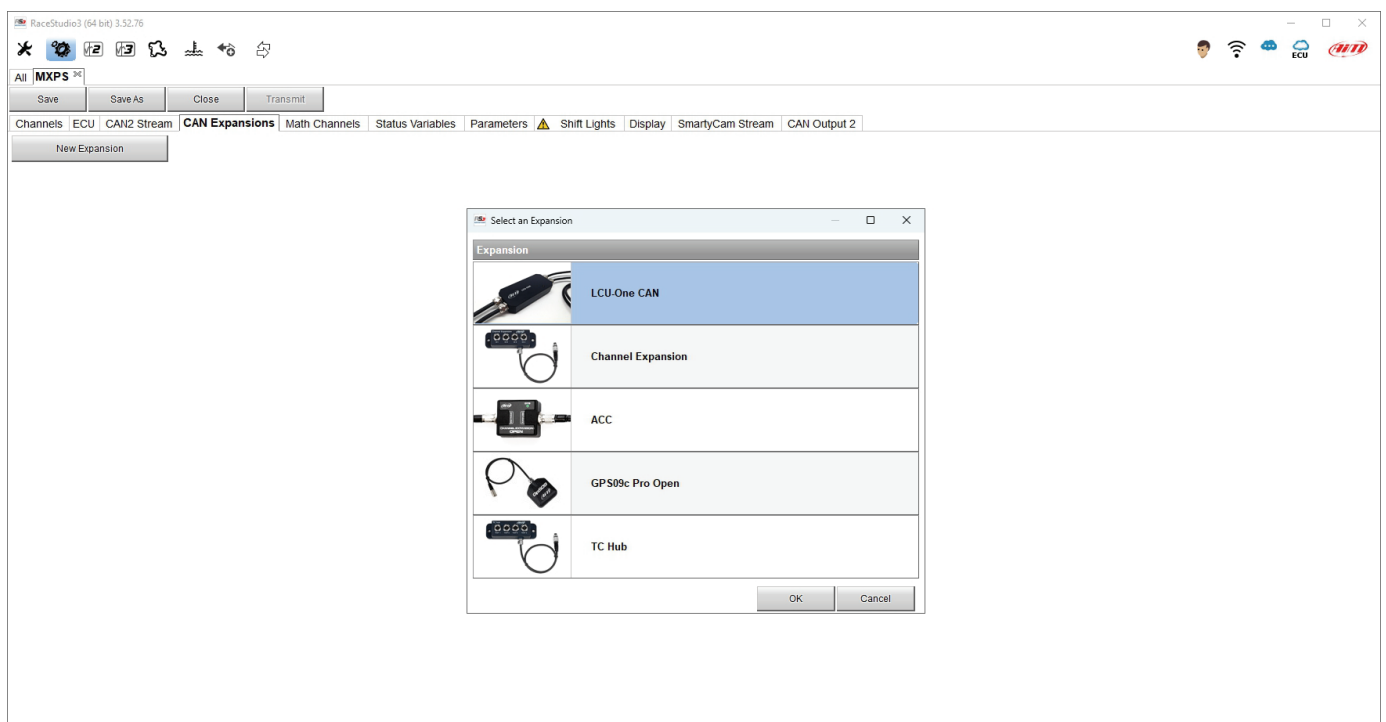 RaceStudio3 (64 bit) 3.52.76
ECU
AiM
All MXPS
Save Save As Close Transmit
Channels ECU CAN2 Stream CAN Expansions Math Channels Status Variables Parameters Shift Lights Display SmartyCam Stream CAN Output 2
New Expansion
Select an Expansion
Expansion
LCU-One CAN
Channel Expansion
ACC
GPS09c Pro Open
TC Hub
OK Cancel